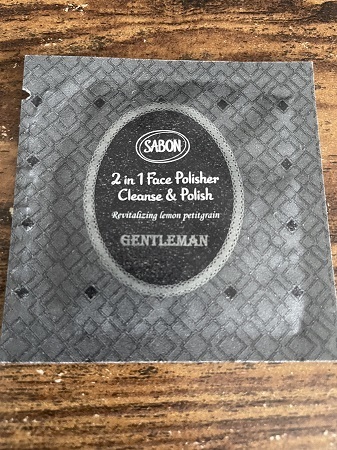 SABON
2 in 1 Face Polisher
Cleanse & Polish
Revitalizing lemon petitgrain
GENTLEMAN